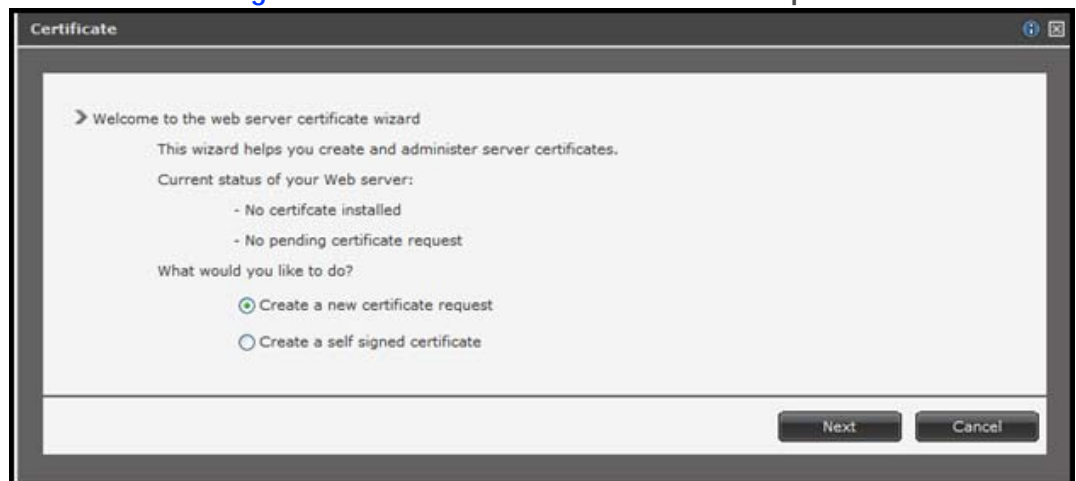 Certificate
Welcome to the web server certificate wizard
This wizard helps you create and administer server certificates.
Current status of your Web server:
- No certifcate installed
- No pending certificate request
What would you like to do?
Create a new certificate request
Create a self signed certificate
Next Cancel